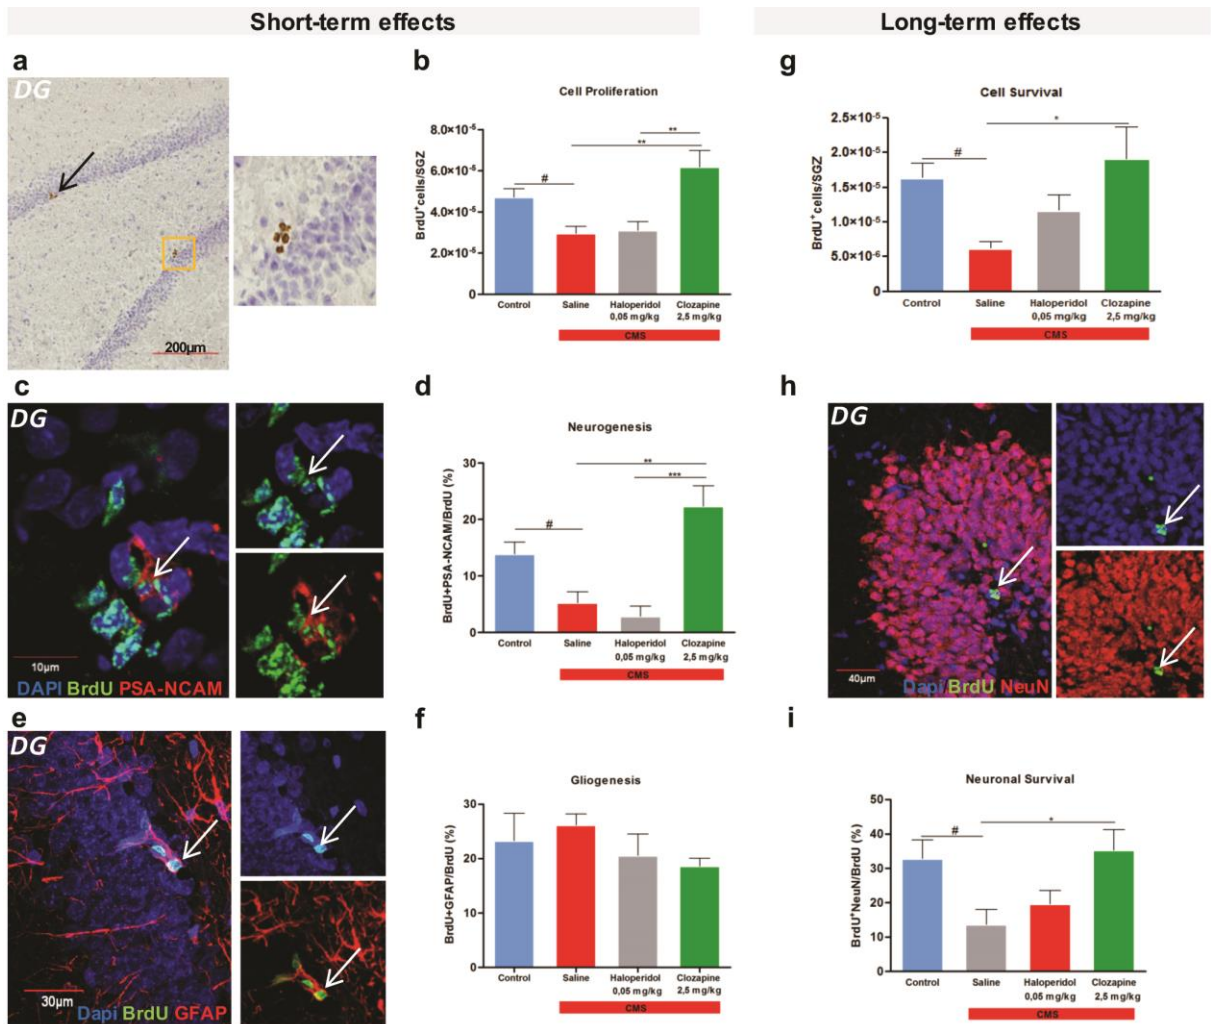 Short-term effects
Long-term effects
a
DG
200µm
b
Cell Proliferation
BrdU⁺cells/SGZ
8.0×10⁻⁵
6.0×10⁻⁵
4.0×10⁻⁵
2.0×10⁻⁵
0
#
**
**
Control
Saline
Haloperidol
0,05 mg/kg
Clozapine
2,5 mg/kg
CMS
g
Cell Survival
BrdU⁺cells/SGZ
2.5×10⁻⁵
2.0×10⁻⁵
1.5×10⁻⁵
1.0×10⁻⁵
5.0×10⁻⁶
0
#
*
Control
Saline
Haloperidol
0,05 mg/kg
Clozapine
2,5 mg/kg
CMS
c
DG
10µm
DAPI BrdU PSA-NCAM
d
Neurogenesis
BrdU+PSA-NCAM/BrdU (%)
30
20
10
0
#
**
***
Control
Saline
Haloperidol
0,05 mg/kg
Clozapine
2,5 mg/kg
CMS
h
DG
40µm
Dapi BrdU NeuN
e
DG
30µm
Dapi BrdU GFAP
f
Gliogenesis
BrdU+GFAP/BrdU (%)
30
20
10
0
Control
Saline
Haloperidol
0,05 mg/kg
Clozapine
2,5 mg/kg
CMS
i
Neuronal Survival
BrdU⁺NeuN/BrdU (%)
50
40
30
20
10
0
#
*
Control
Saline
Haloperidol
0,05 mg/kg
Clozapine
2,5 mg/kg
CMS